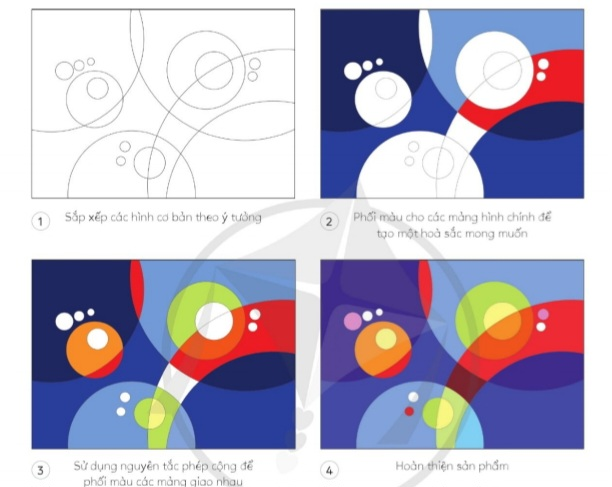 1 Sắp xếp các hình cơ bản theo ý tưởng
2 Phối màu cho các mảng hình chính để
tạo một hoà sắc mong muốn
3 Sử dụng nguyên tắc phép cộng để
phối màu các mảng giao nhau
4 Hoàn thiện sản phẩm